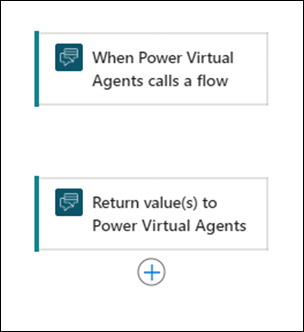 When Power Virtual
Agents calls a flow
Return value(s) to
Power Virtual Agents